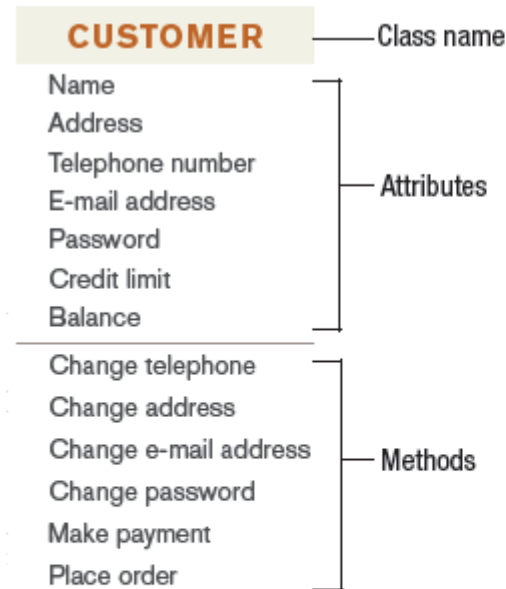 CUSTOMER
Class name
Name
Address
Telephone number
E-mail address
Password
Credit limit
Balance
Attributes
Change telephone
Change address
Change e-mail address
Change password
Make payment
Place order
Methods